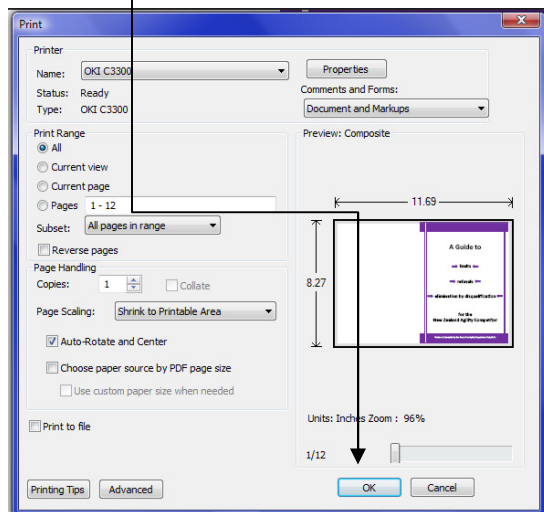 Print
Printer
Name: OKI C3300
Properties
Status: Ready
Comments and Forms:
Type: OKI C3300
Document and Markups
Print Range
All
Current view
Current page
Pages 1 - 12
Subset: All pages in range
Reverse pages
Page Handling
Copies: 1
Collate
Page Scaling: Shrink to Printable Area
Auto-Rotate and Center
Choose paper source by PDF page size
Use custom paper size when needed
Print to file
Preview: Composite
11.69
8.27
A Guide to
faults
refusals
elimination by disqualification
for the
New Zealand Agility Competitor
Units: Inches Zoom : 96%
1/12
Printing Tips
Advanced
OK
Cancel